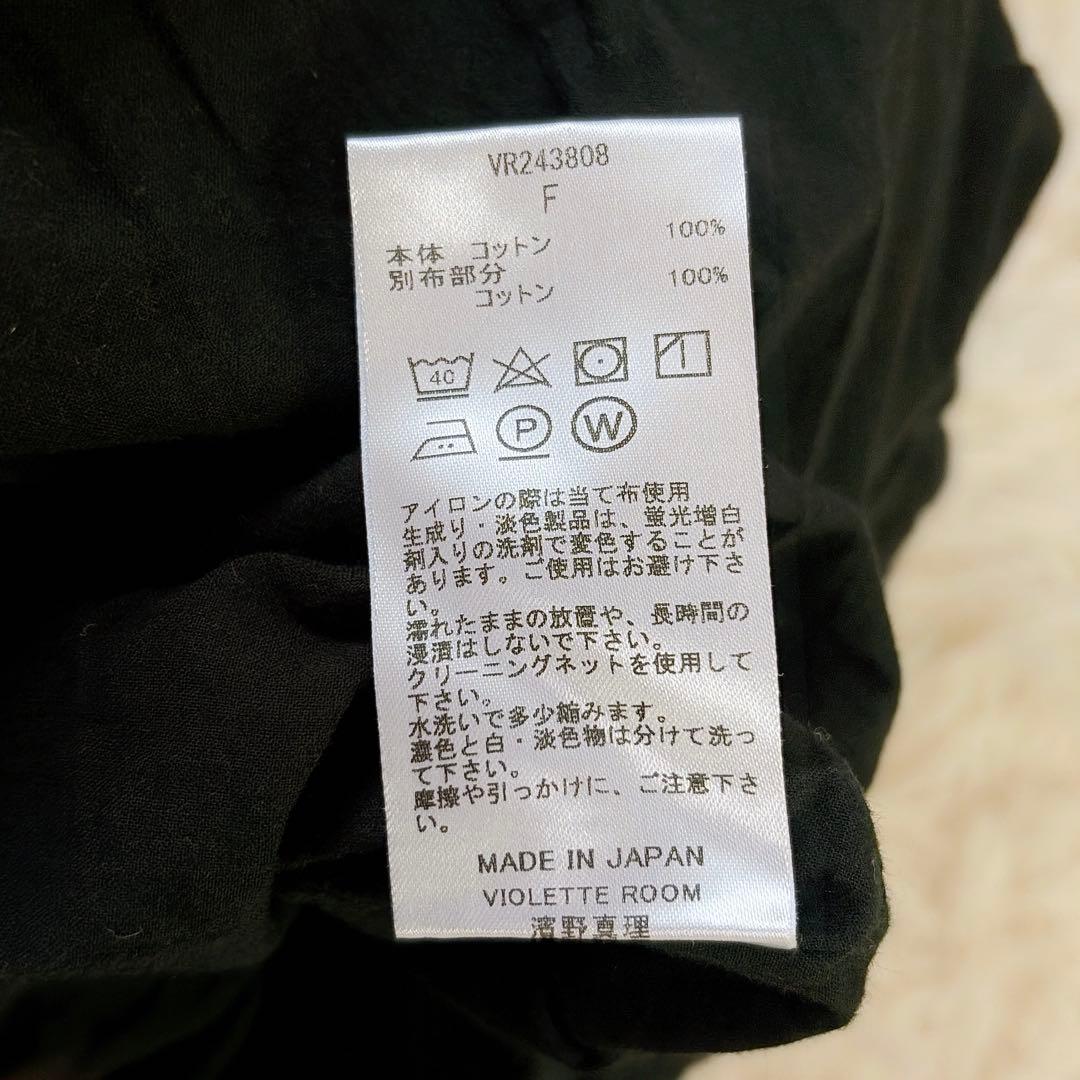 VR243808
F
本体 コットン 100%
別布部分
コットン 100%
40
P W
アイロンの際は当て布使用
生成り・淡色製品は、蛍光増白
剤入りの洗剤で変色することが
あります。ご使用はお避け下さ
い。
濡れたままの放置や、長時間の
浸漬はしないで下さい。
クリーニングネットを使用して
下さい。
水洗いで多少縮みます。
濃色と白・淡色物は分けて洗っ
て下さい。
摩擦や引っかけに、ご注意下さ
い。
MADE IN JAPAN
VIOLETTE ROOM
濱野真理